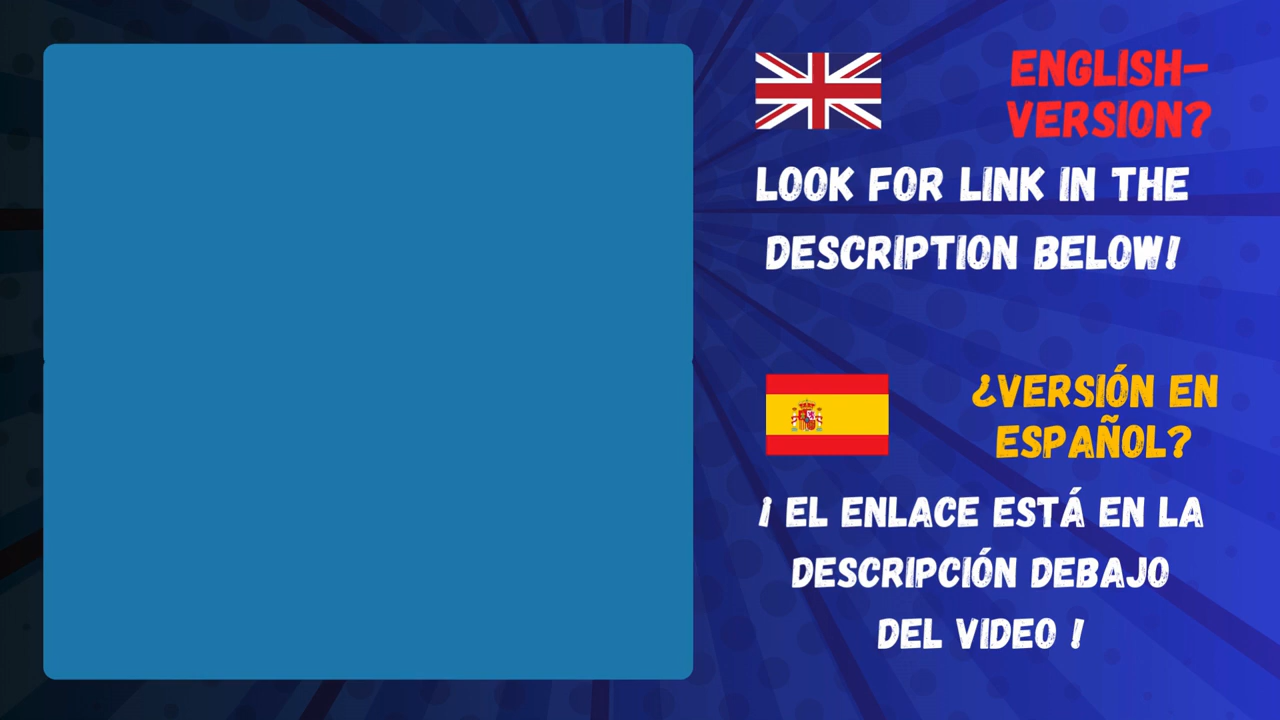 ENGLISH-
VERSION?
LOOK FOR LINK IN THE
DESCRIPTION BELOW!
¿VERSIÓN EN
ESPAÑOL?
¡ EL ENLACE ESTÁ EN LA
DESCRIPCIÓN DEBAJO
DEL VIDEO !